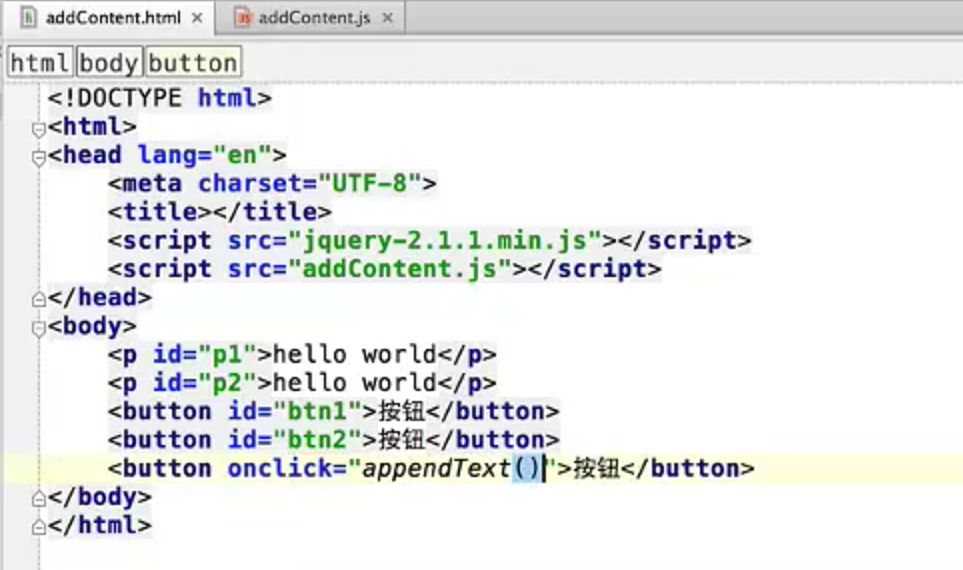 addContent.html × addContent.js ×
html body button
<!DOCTYPE html>
<html>
<head lang="en">
    <meta charset="UTF-8">
    <title></title>
    <script src="jquery-2.1.1.min.js"></script>
    <script src="addContent.js"></script>
</head>
<body>
    <p id="p1">hello world</p>
    <p id="p2">hello world</p>
    <button id="btn1">按钮</button>
    <button id="btn2">按钮</button>
    <button onclick="appendText()">按钮</button>
</body>
</html>